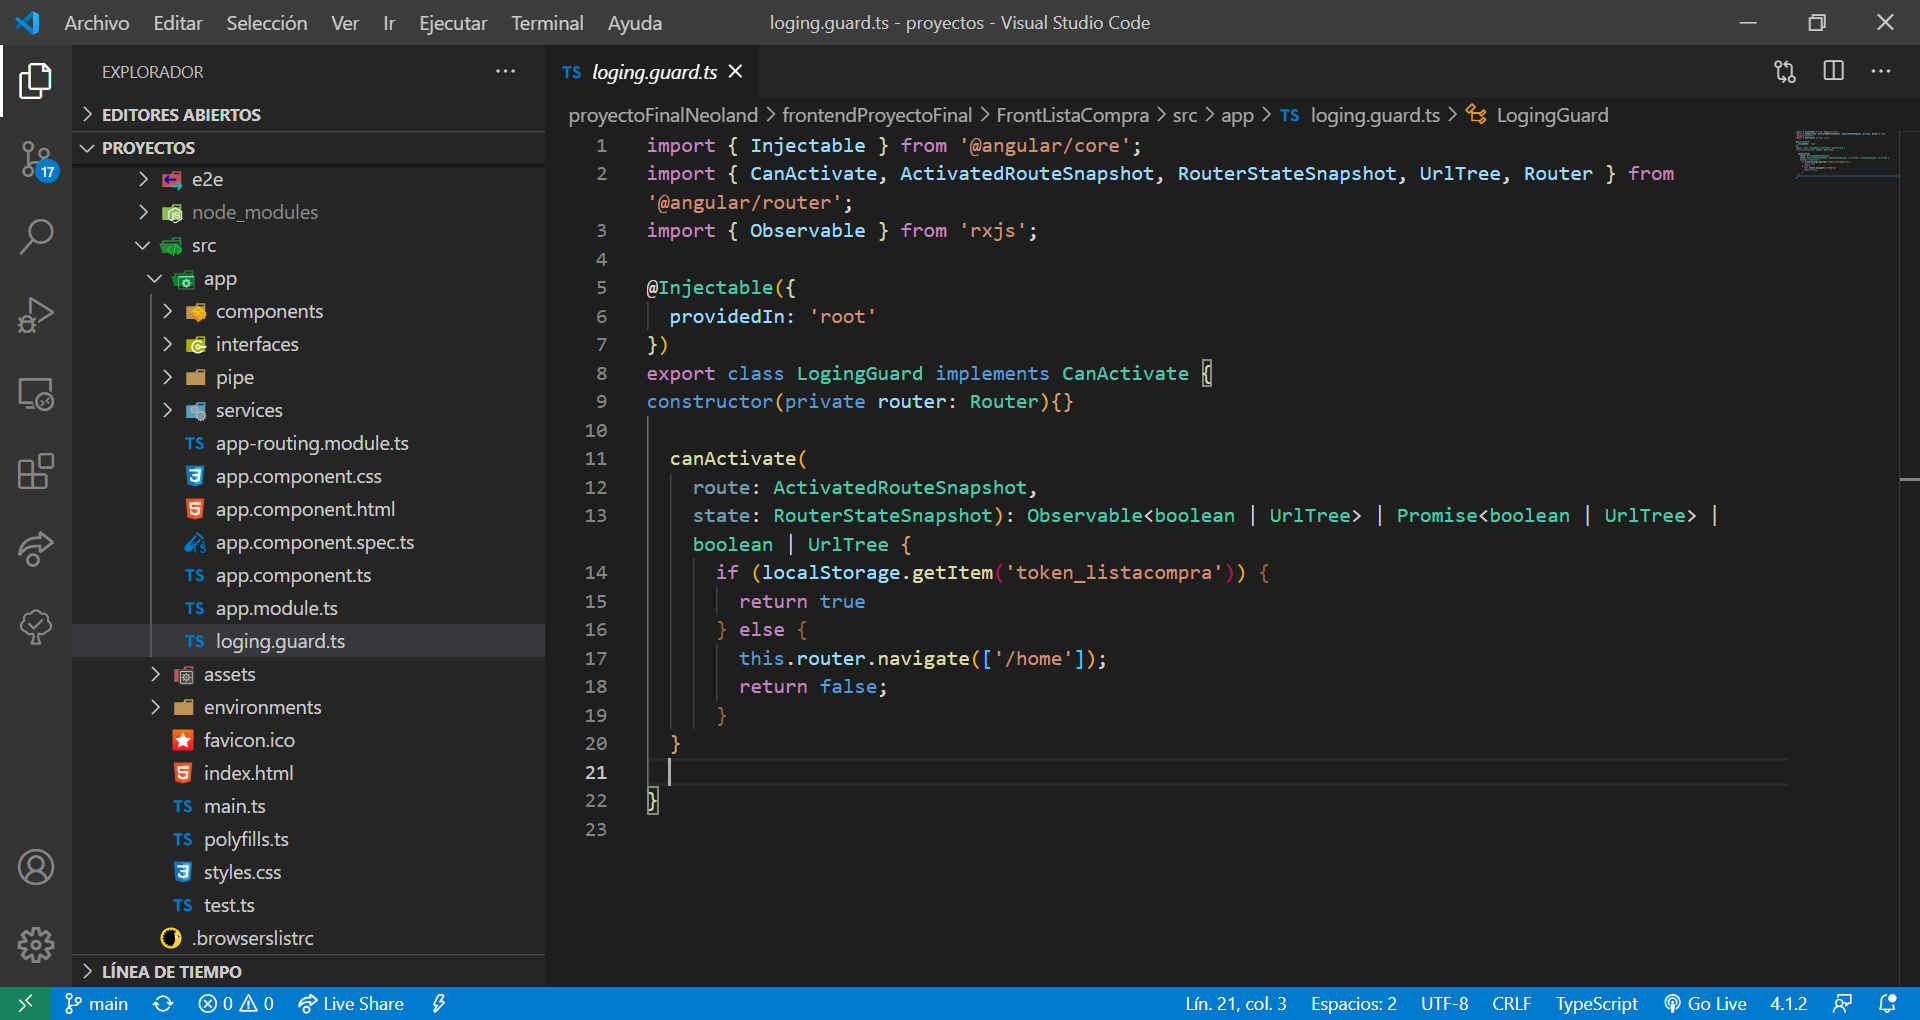 Archivo Editar Selección Ver Ir Ejecutar Terminal Ayuda loging.guard.ts - proyectos - Visual Studio Code
EXPLORADOR
EDITORES ABIERTOS
PROYECTOS
e2e
node_modules
src
app
components
interfaces
pipe
services
TS app-routing.module.ts
app.component.css
app.component.html
app.component.spec.ts
TS app.component.ts
TS app.module.ts
TS loging.guard.ts
assets
environments
favicon.ico
index.html
TS main.ts
TS polyfills.ts
styles.css
TS test.ts
.browserslistrc
LÍNEA DE TIEMPO
17
TS loging.guard.ts
proyectoFinalNeoland > frontendProyectoFinal > FrontListaCompra > src > app > TS loging.guard.ts > LogingGuard
1 import { Injectable } from '@angular/core';
2 import { CanActivate, ActivatedRouteSnapshot, RouterStateSnapshot, UrlTree, Router } from
'@angular/router';
3 import { Observable } from 'rxjs';
4
5 @Injectable({
6 providedIn: 'root'
7 })
8 export class LogingGuard implements CanActivate {
9 constructor(private router: Router){}
10
11 canActivate(
12 route: ActivatedRouteSnapshot,
13 state: RouterStateSnapshot): Observable<boolean | UrlTree> | Promise<boolean | UrlTree> |
boolean | UrlTree {
14 if (localStorage.getItem('token_listacompra')) {
15 return true
16 } else {
17 this.router.navigate(['/home']);
18 return false;
19 }
20 }
21
22 }
23
main 0 0 Live Share Lín. 21, col. 3 Espacios: 2 UTF-8 CRLF TypeScript Go Live 4.1.2